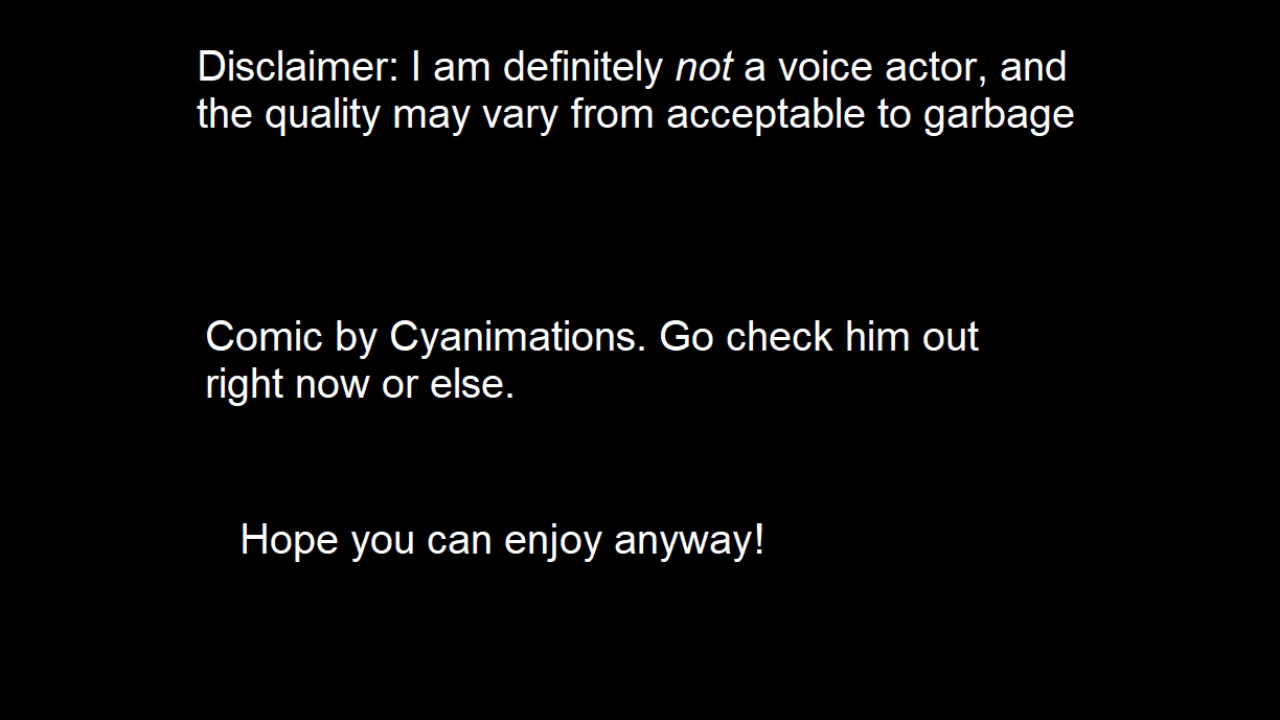 Disclaimer: I am definitely not a voice actor, and
the quality may vary from acceptable to garbage
Comic by Cyanimations. Go check him out
right now or else.
Hope you can enjoy anyway!